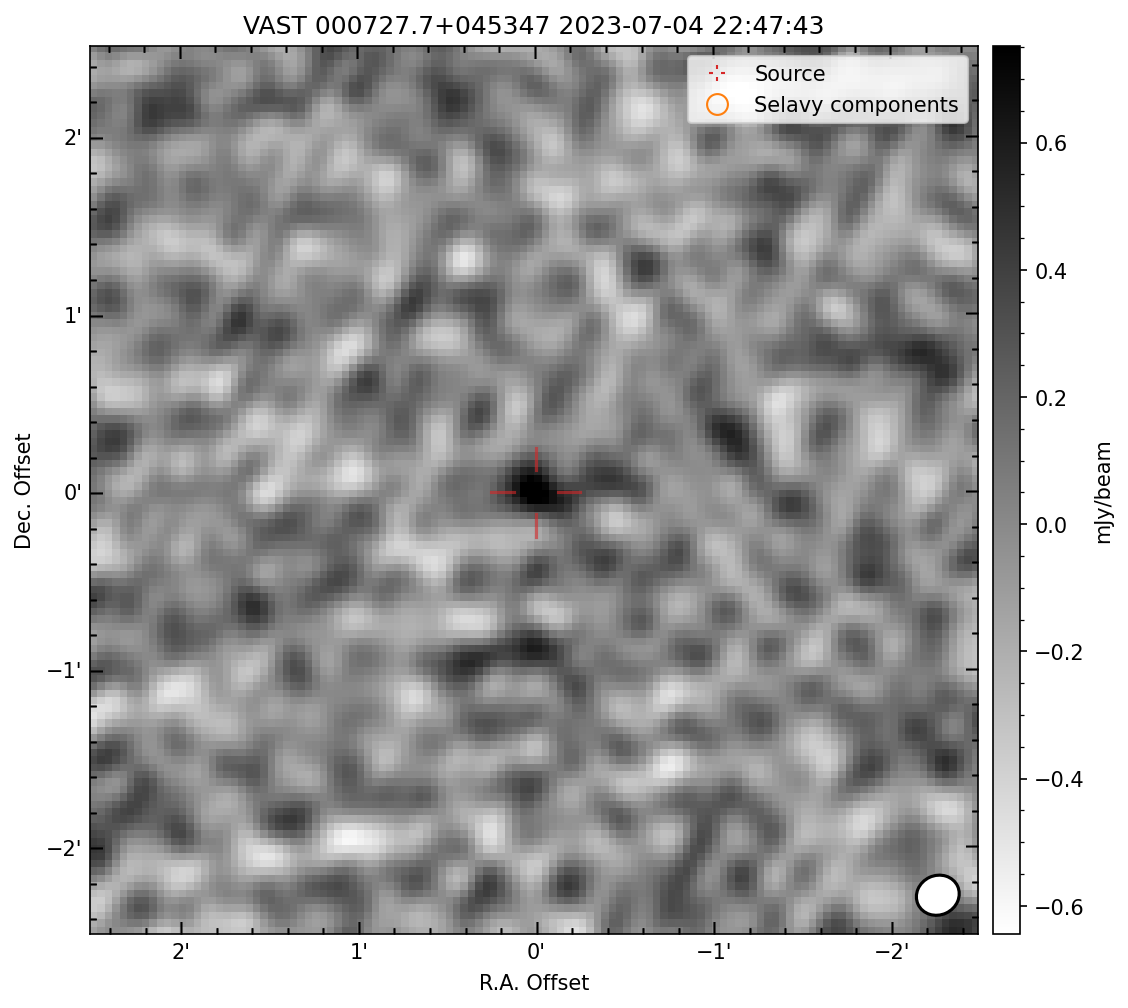 VAST 000727.7+045347 2023-07-04 22:47:43
Source
Selavy components
2'
1'
0'
−1'
−2'
Dec. Offset
2'
1'
0'
−1'
−2'
R.A. Offset
0.6
0.4
0.2
0.0
−0.2
−0.4
−0.6
mJy/beam